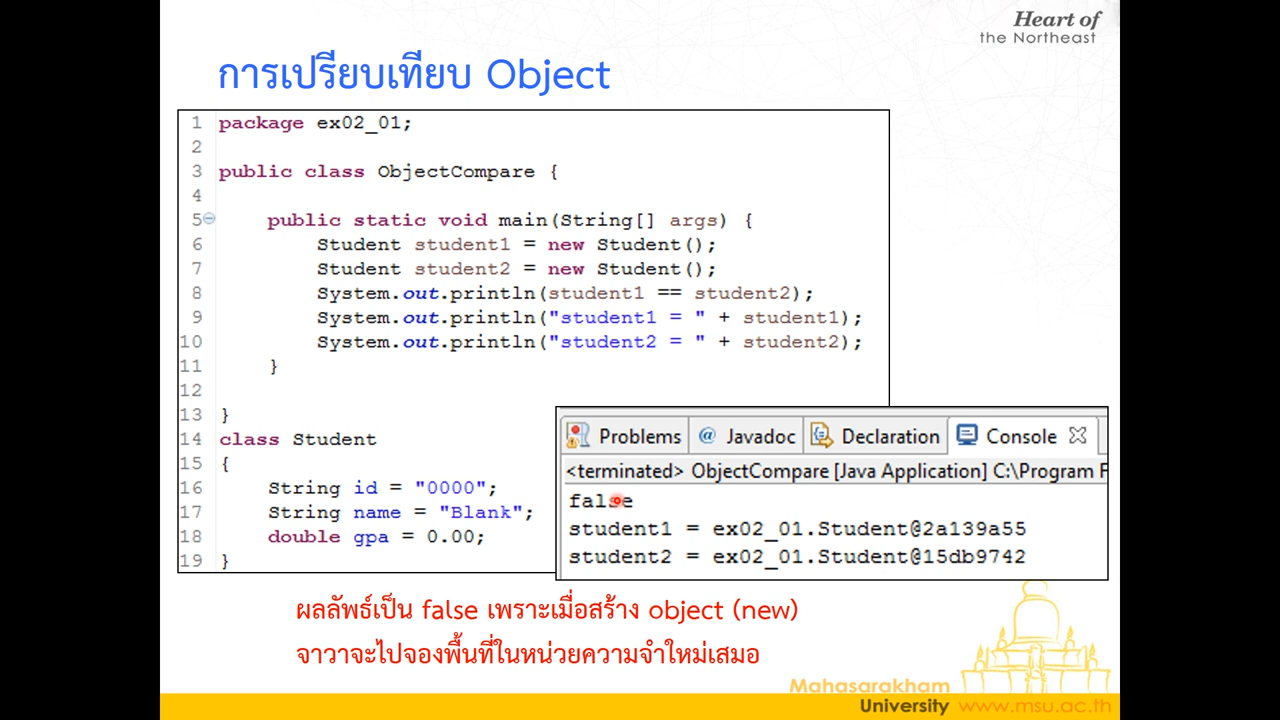 Heart of
the Northeast
การเปรียบเทียบ Object
1 package ex02_01;
2
3 public class ObjectCompare {
4
5 public static void main(String[] args) {
6 Student student1 = new Student();
7 Student student2 = new Student();
8 System.out.println(student1 == student2);
9 System.out.println("student1 = " + student1);
10 System.out.println("student2 = " + student2);
11 }
12
13 }
14 class Student
15 {
16 String id = "0000";
17 String name = "Blank";
18 double gpa = 0.00;
19 }
Problems @ Javadoc Declaration Console
<terminated> ObjectCompare [Java Application] C:\Program F
false
student1 = ex02_01.Student@2a139a55
student2 = ex02_01.Student@15db9742
ผลลัพธ์เป็น false เพราะเมื่อสร้าง object (new)
จาวาจะไปจองพื้นที่ในหน่วยความจำใหม่เสมอ
Mahasarakham
University www.msu.ac.th